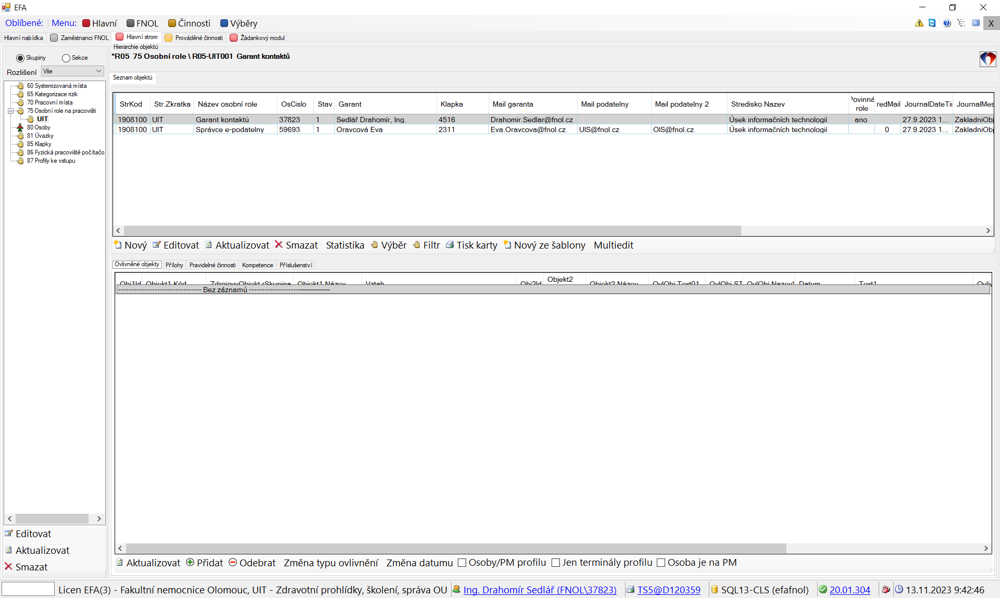 EFA
Oblíbené: Menu: Hlavní FNOL Činnosti Výběry X
Hlavní nabídka Zaměstnanci FNOL Hlavní strom Prováděné činnosti Žádankový modul
Hierarchie objektů
*R05 75 Osobní role \ R05-UIT001 Garant kontaktů
Skupiny Sekce
Rozlišení Vše
60 Systemizovaná místa
65 Kategorizace rizik
70 Pracovní místa
75 Osobní role na pracovišti
UIT
80 Osoby
81 Úvazky
85 Klapky
86 Fyzická pracoviště počítačo
87 Profily ke vstupu
Editovat
Aktualizovat
Smazat
Seznam objektů
StrKod Str.Zkratka Název osobní role OsCislo Stav Garant Klapka Mail garanta Mail podatelny Mail podatelny 2 Stredisko.Nazev Povinná role redMail JournalDateTi JournalMes
1908100 UIT Garant kontaktů 37823 1 Sedlář Drahomír, Ing. 4516 Drahomir.Sedlar@fnol.cz Úsek informačních technologií ano 27.9.2023 1... ZakladniObj
1908100 UIT Správce e-podatelny 59693 1 Oravcová Eva 2311 Eva.Oravcova@fnol.cz UIS@fnol.cz OIS@fnol.cz Úsek informačních technologií 0 27.9.2023 1... ZakladniObj
Nový Editovat Aktualizovat Smazat Statistika Výběr Filtr Tisk karty Nový ze šablony Multiedit
Ovlivněné objekty Přílohy Pravidelné činnosti Kompetence Příslušenství
Obj1Id Objekt1.Kód ZdrojovyObjekt.rSkupina Objekt1.Název Vztah Obj2Id Objekt2 Objekt2.Název OvlObj.Text01 OvlObj.ST OvlObj.NazevS Datum Text1 Ovliv
-------------------------------- Bez záznamů --------------------------------
Aktualizovat Přidat Odebrat Změna typu ovlivnění Změna datumu Osoby/PM profilu Jen terminály profilu Osoba je na PM
Licen EFA(3) - Fakultní nemocnice Olomouc, UIT - Zdravotní prohlídky, školení, správa OU Ing. Drahomír Sedlář (FNOL\37823) TS5@D120359 SQL13-CLS (efafnol) 20.01.304 13.11.2023 9:42:46